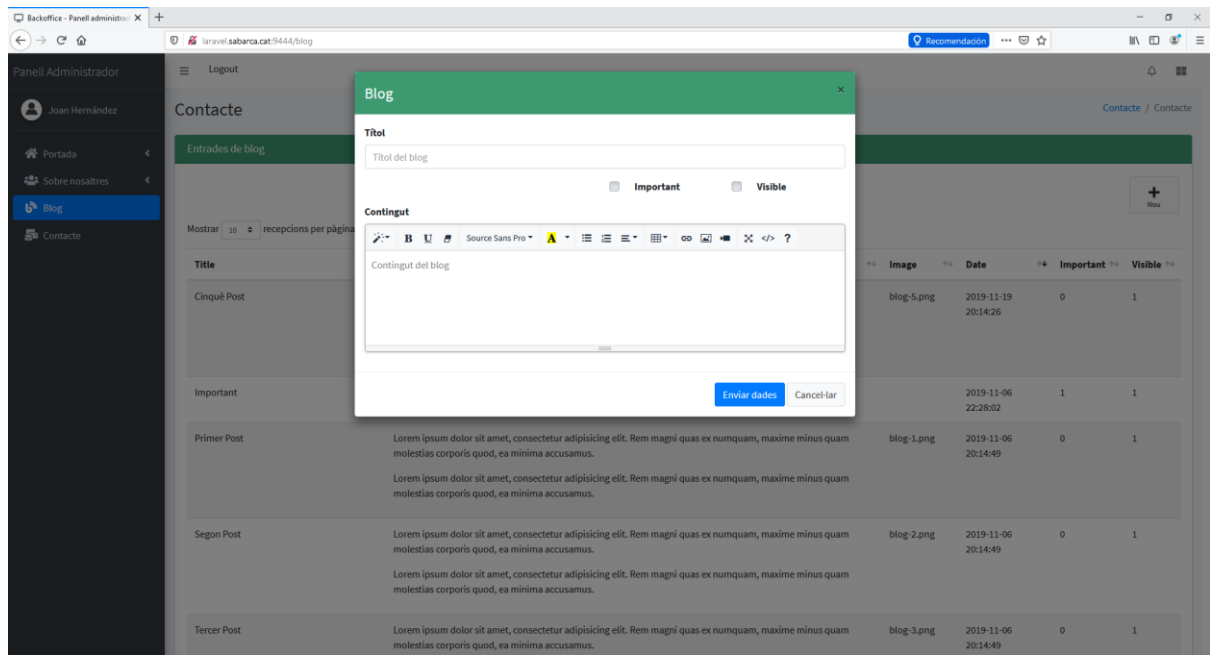 Backoffice - Panell administrad
laravel.sabarca.cat:9444/blog
Recomendación
Panell Administrador
Logout
Joan Hernández
Contacte
Contacte / Contacte
Portada
Sobre nosaltres
Blog
Contacte
Entrades de blog
Nou
Mostrar 10 recepcions per pàgina
Title Image Date Important Visible
Cinquè Post blog-5.png 2019-11-19 0 1
20:14:26
Important 2019-11-06 1 1
22:28:02
Primer Post Lorem ipsum dolor sit amet, consectetur adipisicing elit. Rem magni quas ex numquam, maxime minus quam blog-1.png 2019-11-06 0 1
molestias corporis quod, ea minima accusamus. 20:14:49
Lorem ipsum dolor sit amet, consectetur adipisicing elit. Rem magni quas ex numquam, maxime minus quam
molestias corporis quod, ea minima accusamus.
Segon Post Lorem ipsum dolor sit amet, consectetur adipisicing elit. Rem magni quas ex numquam, maxime minus quam blog-2.png 2019-11-06 0 1
molestias corporis quod, ea minima accusamus. 20:14:49
Lorem ipsum dolor sit amet, consectetur adipisicing elit. Rem magni quas ex numquam, maxime minus quam
molestias corporis quod, ea minima accusamus.
Tercer Post Lorem ipsum dolor sit amet, consectetur adipisicing elit. Rem magni quas ex numquam, maxime minus quam blog-3.png 2019-11-06 0 1
molestias corporis quod, ea minima accusamus. 20:14:49
Blog
Títol
Títol del blog
Important Visible
Contingut
B U Source Sans Pro A </> ?
Contingut del blog
Enviar dades Cancel·lar